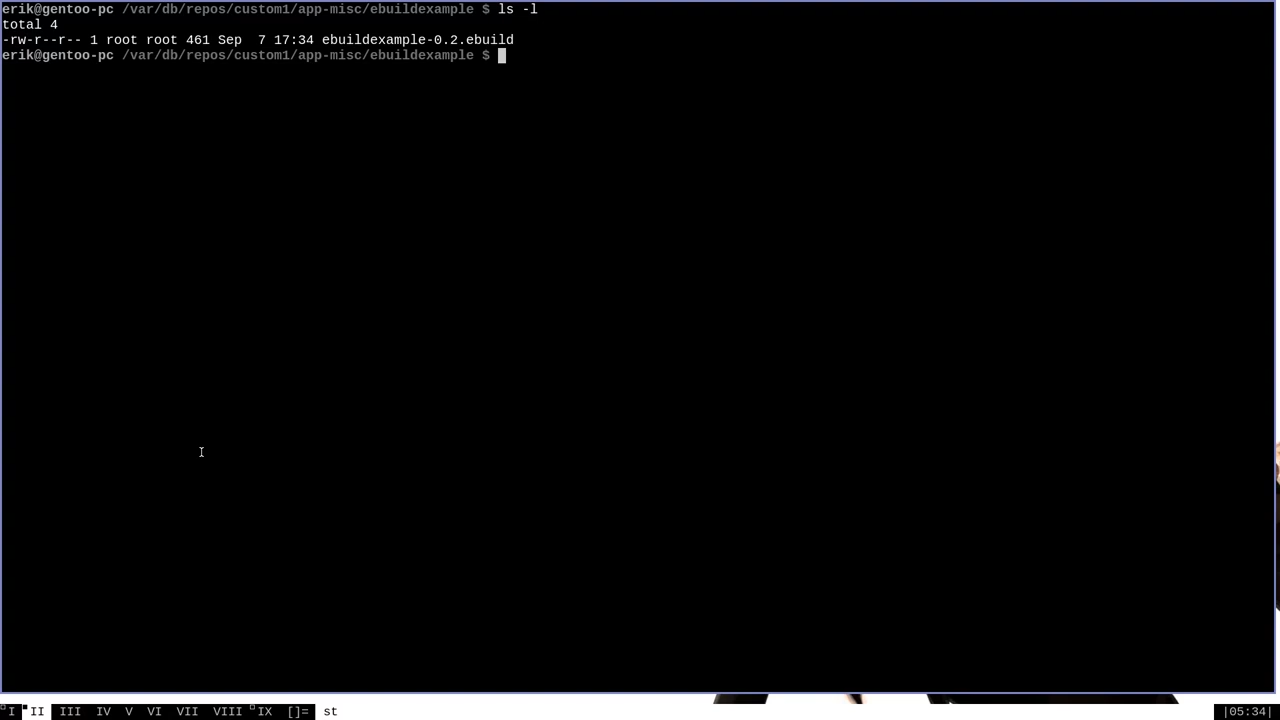 erik@gentoo-pc /var/db/repos/custom1/app-misc/ebuildexample $ ls -l
total 4
-rw-r--r-- 1 root root 461 Sep  7 17:34 ebuildexample-0.2.ebuild
erik@gentoo-pc /var/db/repos/custom1/app-misc/ebuildexample $
I II III IV V VI VII VIII IX []= st |05:34|